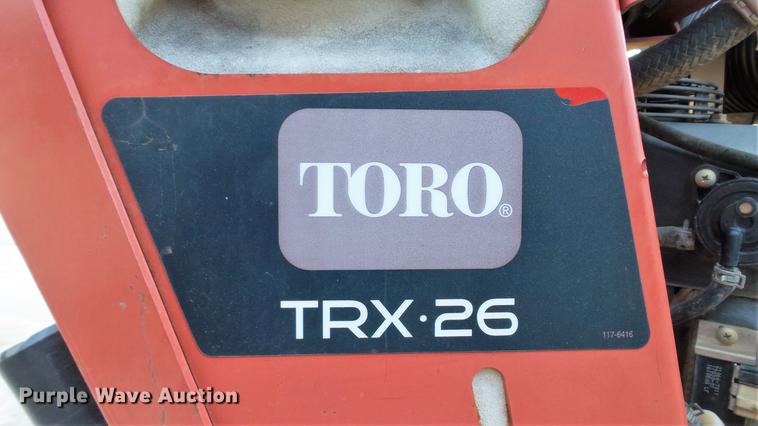 TORO®
TRX·26
117-6416
Purple Wave Auction